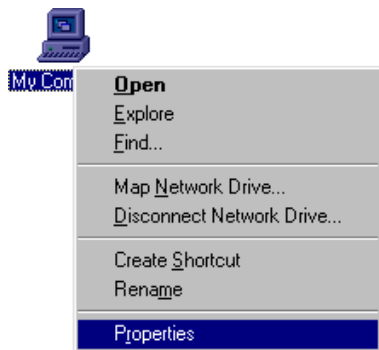 My Com
Open
Explore
Find...
Map Network Drive...
Disconnect Network Drive...
Create Shortcut
Rename
Properties